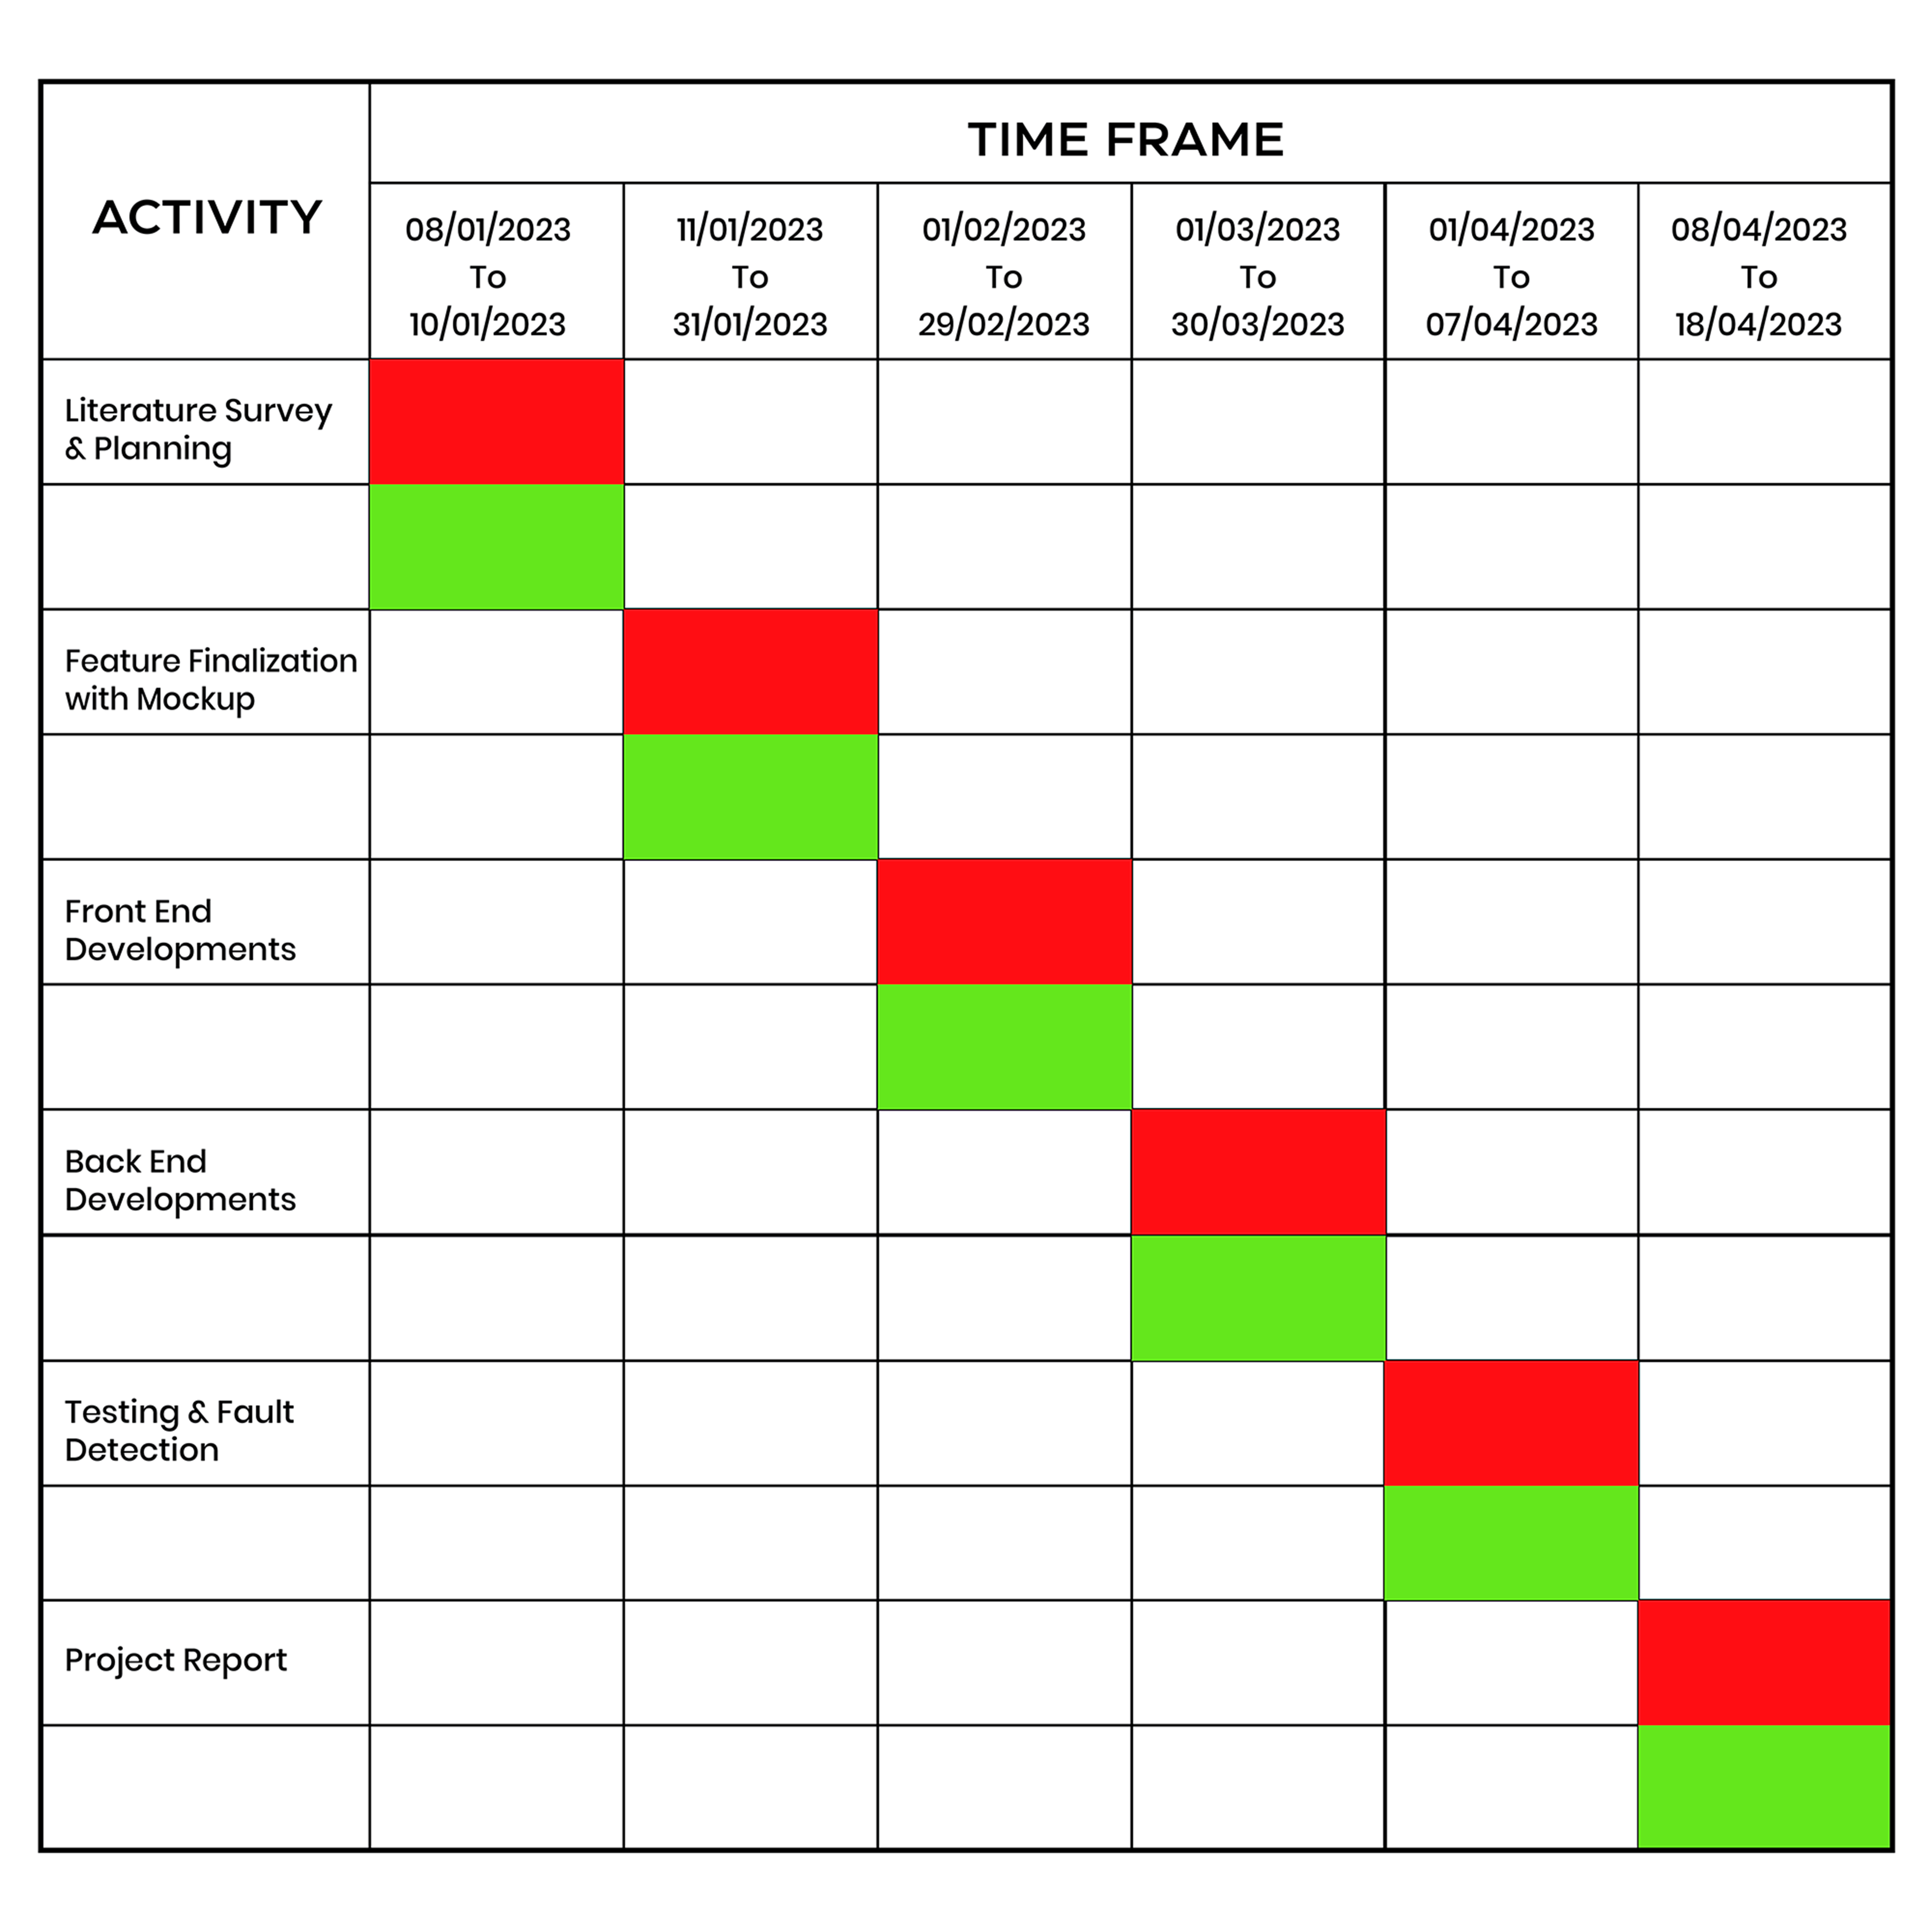 ACTIVITY
TIME FRAME
08/01/2023
To
10/01/2023
11/01/2023
To
31/01/2023
01/02/2023
To
29/02/2023
01/03/2023
To
30/03/2023
01/04/2023
To
07/04/2023
08/04/2023
To
18/04/2023
Literature Survey
& Planning
Feature Finalization
with Mockup
Front End
Developments
Back End
Developments
Testing & Fault
Detection
Project Report